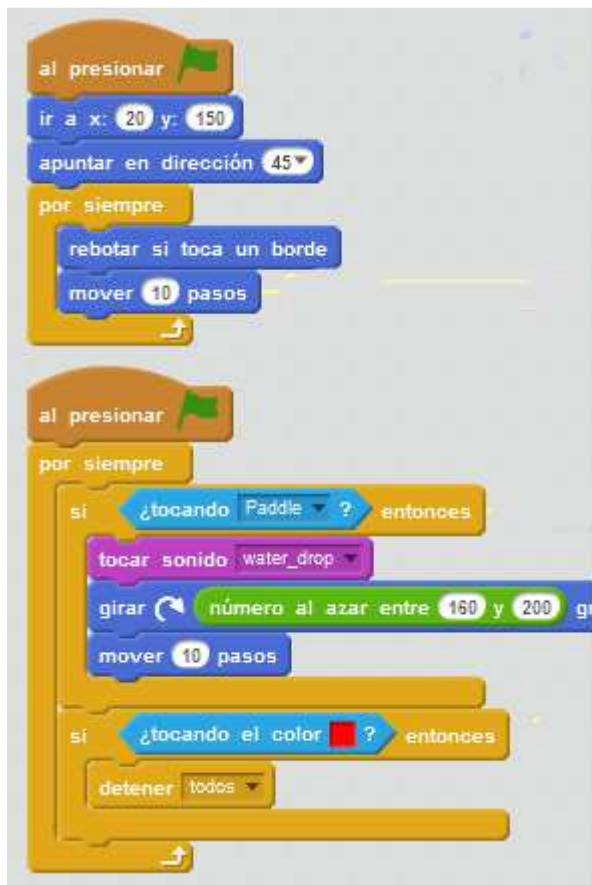 al presionar
ir a x: 20 y: 150
apuntar en dirección 45
por siempre
rebotar si toca un borde
mover 10 pasos
al presionar
por siempre
si ¿tocando Paddle ? entonces
tocar sonido water_drop
girar número al azar entre 160 y 200 gr
mover 10 pasos
si ¿tocando el color ? entonces
detener todos